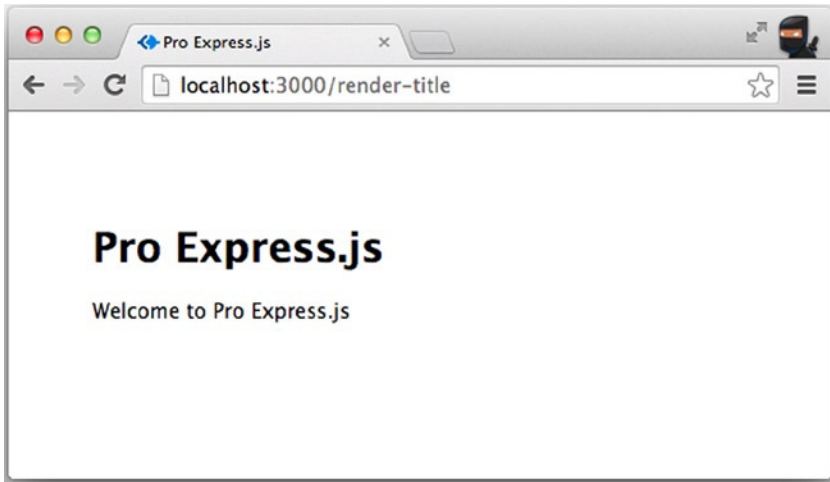 Pro Express.js
localhost:3000/render-title
Pro Express.js
Welcome to Pro Express.js